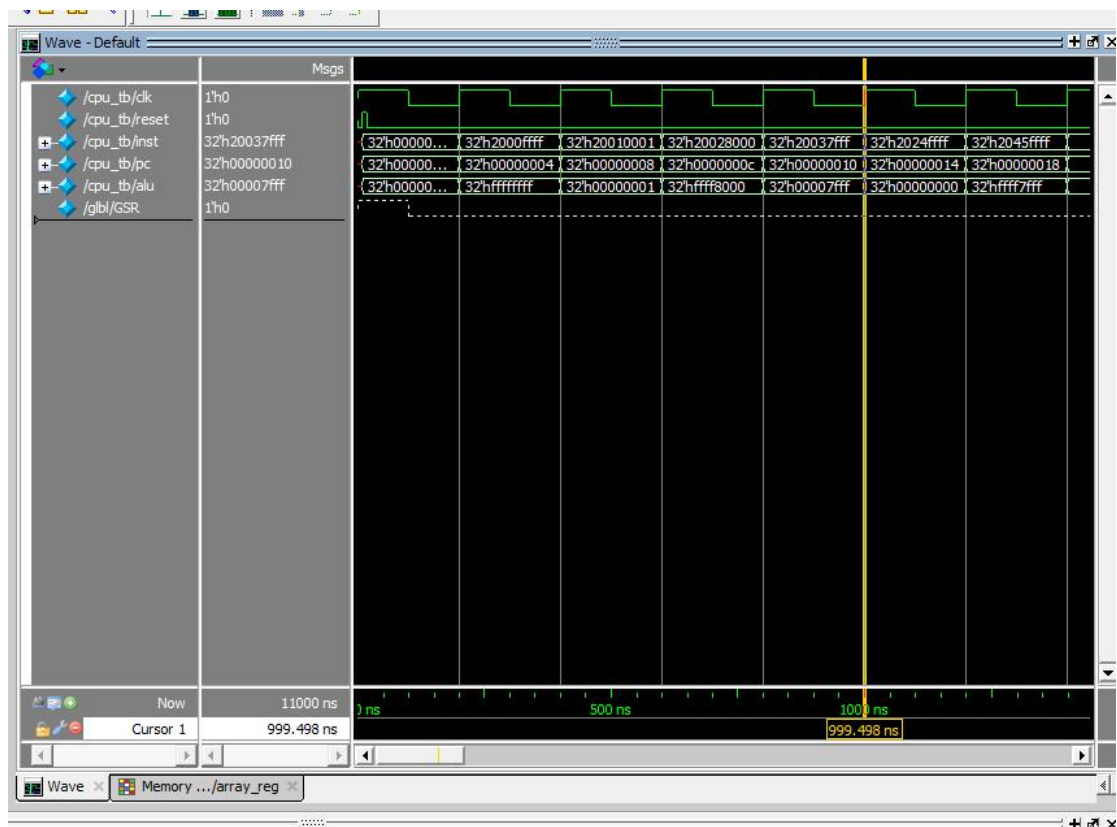 Wave - Default
Msgs
/cpu_tb/clk 1'h0
/cpu_tb/reset 1'h0
/cpu_tb/inst 32'h20037fff 32'h00000... 32'h2000ffff 32'h20010001 32'h20028000 32'h20037fff 32'h2024ffff 32'h2045ffff
/cpu_tb/pc 32'h00000010 32'h00000... 32'h00000004 32'h00000008 32'h0000000c 32'h00000010 32'h00000014 32'h00000018
/cpu_tb/alu 32'h00007fff 32'h00000... 32'hffffffff 32'h00000001 32'hffff8000 32'h00007fff 32'h00000000 32'hffff7fff
/glbl/GSR 1'h0
Now 11000 ns ns 500 ns 1000 ns
Cursor 1 999.498 ns 999.498 ns
Wave Memory .../array_reg